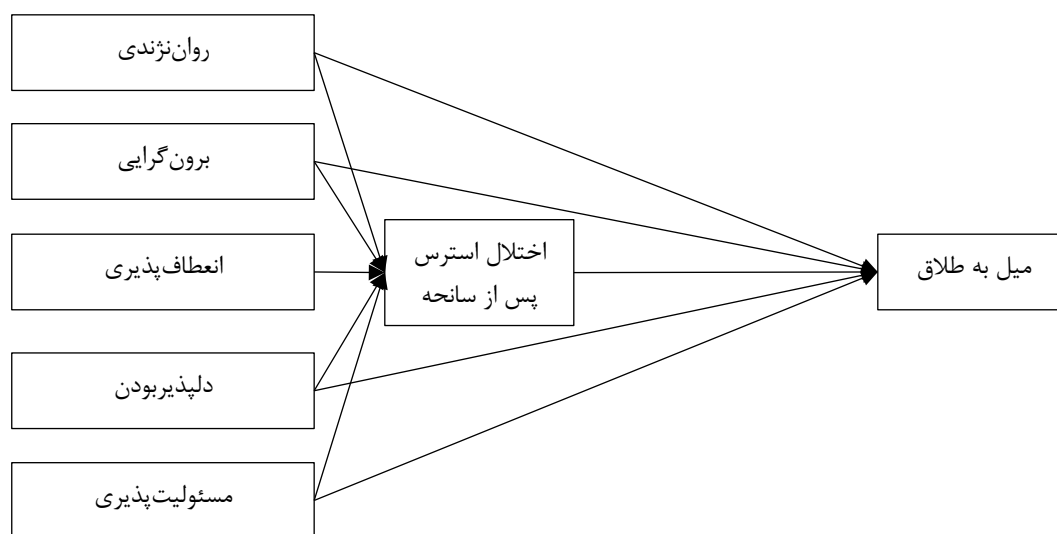 روان‌نژندی
برون‌گرایی
انعطاف‌پذیری
دلپذیربودن
مسئولیت‌پذیری
اختلال استرس
پس از سانحه
میل به طلاق